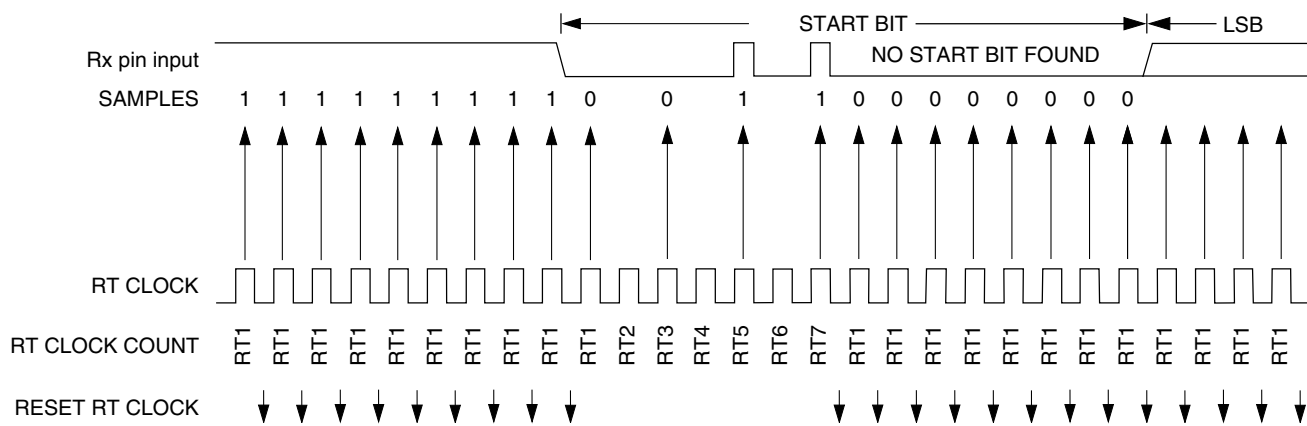 START BIT LSB
Rx pin input NO START BIT FOUND
SAMPLES 1 1 1 1 1 1 1 1 1 0 0 1 1 0 0 0 0 0 0 0 0
RT CLOCK
RT CLOCK COUNT RT1 RT1 RT1 RT1 RT1 RT1 RT1 RT1 RT1 RT1 RT2 RT3 RT4 RT5 RT6 RT7 RT1 RT1 RT1 RT1 RT1 RT1 RT1 RT1 RT1 RT1 RT1 RT1
RESET RT CLOCK